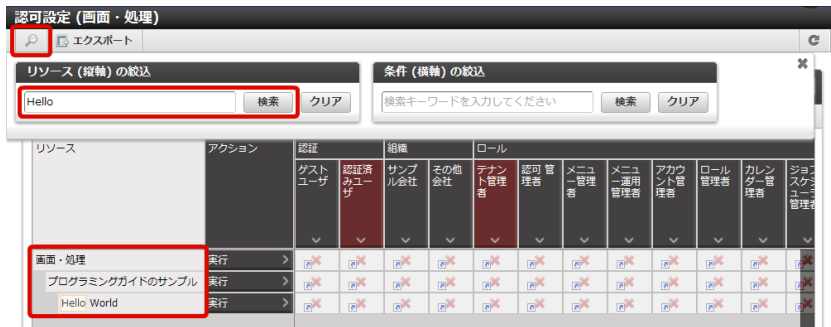 認可設定 (画面・処理)
エクスポート
リソース (縦軸) の絞込
条件 (横軸) の絞込
Hello
検索
クリア
検索キーワードを入力してください
検索
クリア
リソース
アクション
認証
組織
ロール
ゲスト
ユーザ
認証済
みユー
ザ
サンプ
ル会社
その他
会社
テナン
ト管理
者
認可 管
理者
メニュ
ー管理
者
メニュ
ー運用
管理者
アカウ
ント管
理者
ロール
管理者
カレン
ダー管
理者
ジョブ
スケジ
ューラ
管理者
画面・処理
実行
プログラミングガイドのサンプル
実行
Hello World
実行